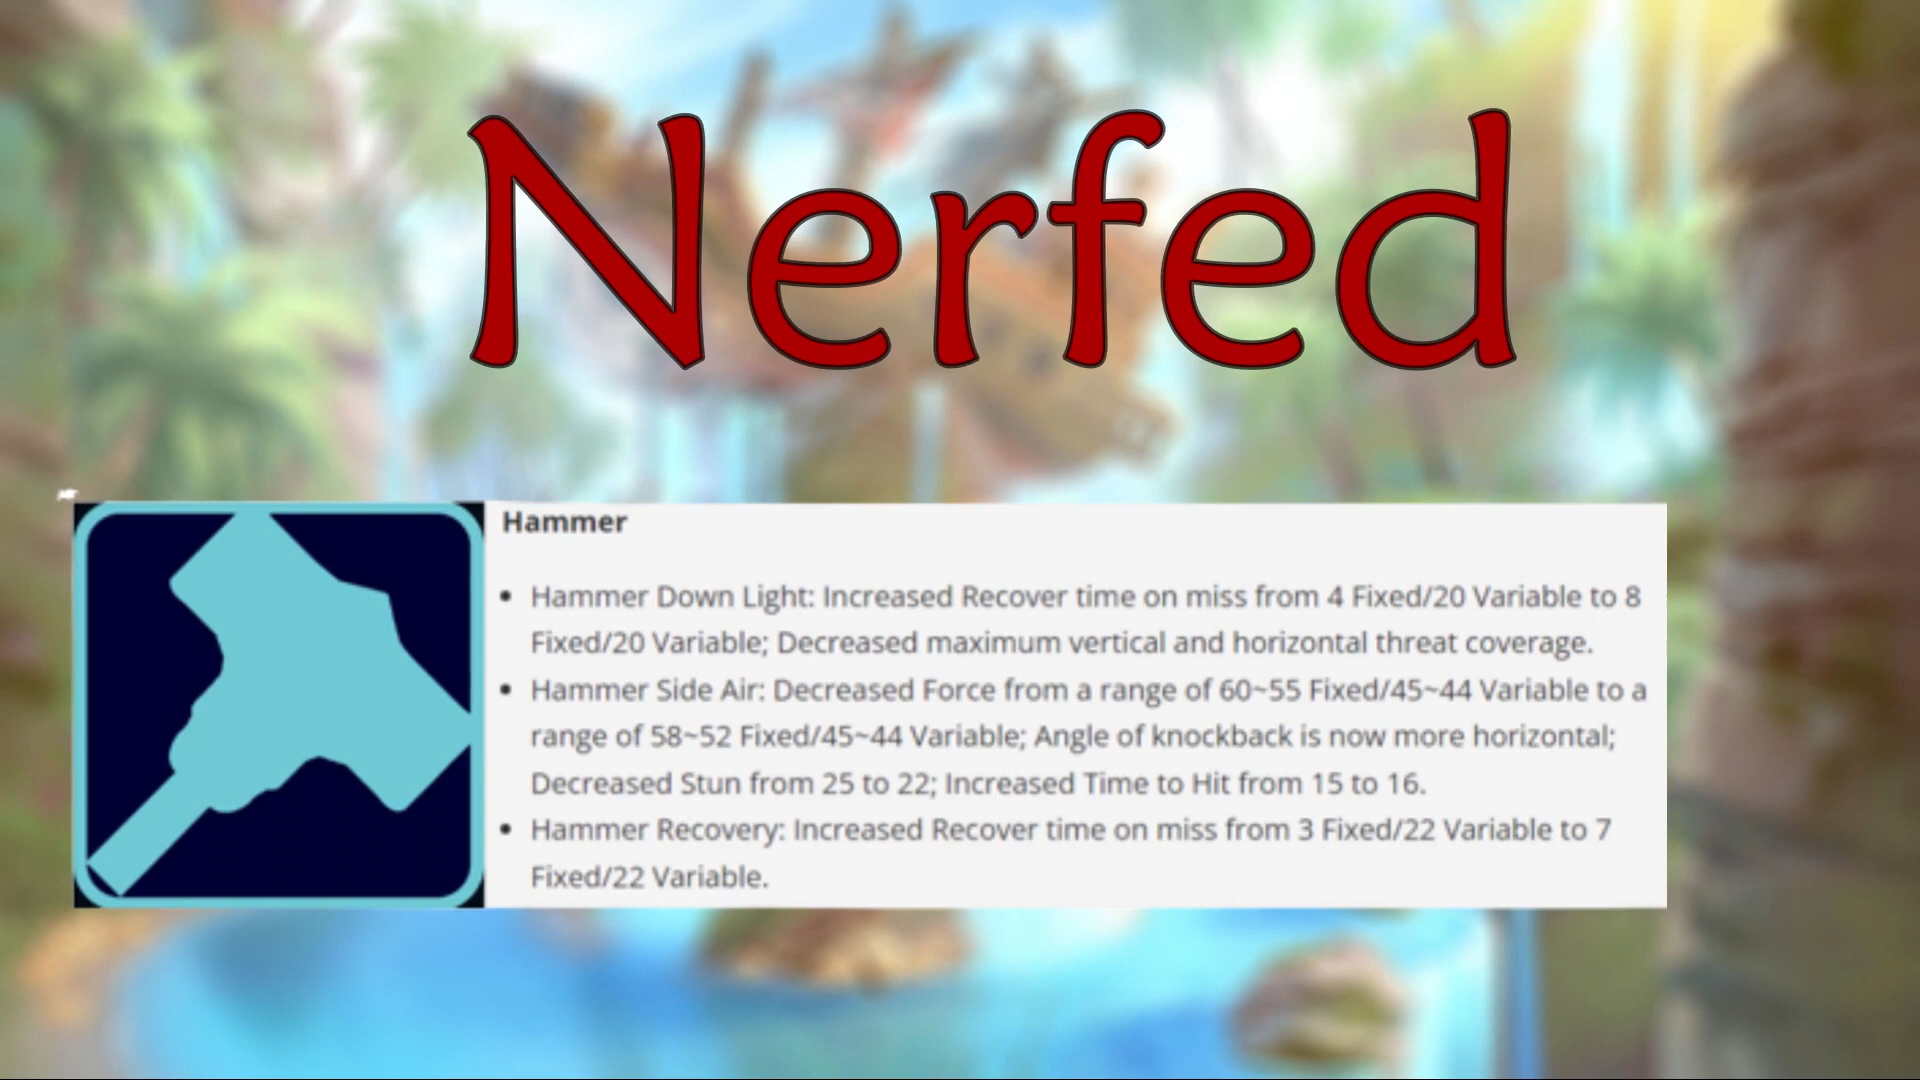 Nerfed
Hammer
• Hammer Down Light: Increased Recover time on miss from 4 Fixed/20 Variable to 8
Fixed/20 Variable; Decreased maximum vertical and horizontal threat coverage.
• Hammer Side Air: Decreased Force from a range of 60~55 Fixed/45~44 Variable to a
range of 58~52 Fixed/45~44 Variable; Angle of knockback is now more horizontal;
Decreased Stun from 25 to 22; Increased Time to Hit from 15 to 16.
• Hammer Recovery: Increased Recover time on miss from 3 Fixed/22 Variable to 7
Fixed/22 Variable.